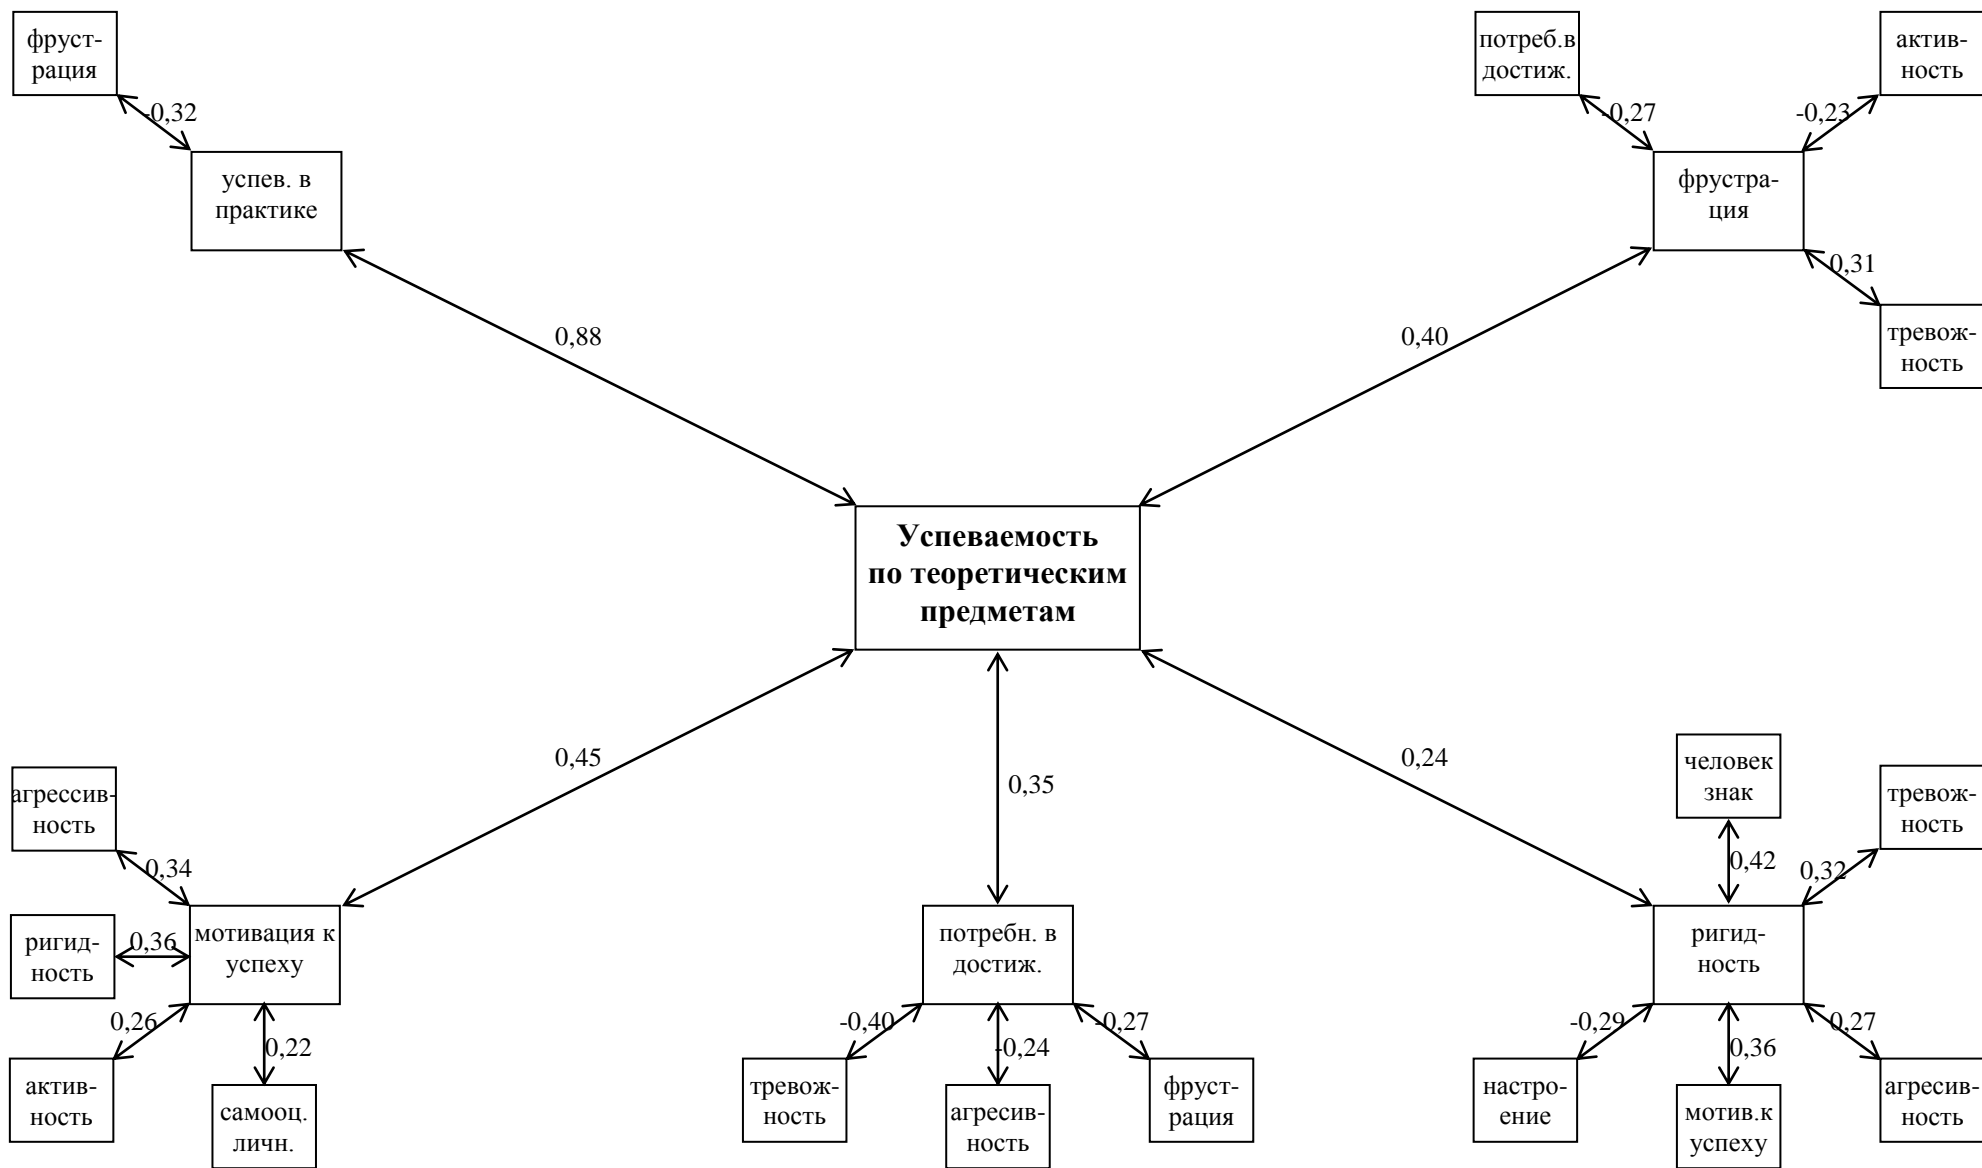 фруст-
рация
-0,32
успев. в
практике
потреб.в
достиж.
актив-
ность
-0,27
-0,23
фрустра-
ция
0,31
тревож-
ность
0,88
0,40
Успеваемость
по теоретическим
предметам
0,45
0,35
0,24
агрессив-
ность
0,34
ригид-
ность
0,36
мотивация к
успеху
0,26
0,22
актив-
ность
самооц.
личн.
потребн. в
достиж.
-0,40
-0,24
-0,27
тревож-
ность
агресив-
ность
фруст-
рация
человек
знак
тревож-
ность
0,42
0,32
ригид-
ность
-0,29
0,36
0,27
настро-
ение
мотив.к
успеху
агресив-
ность